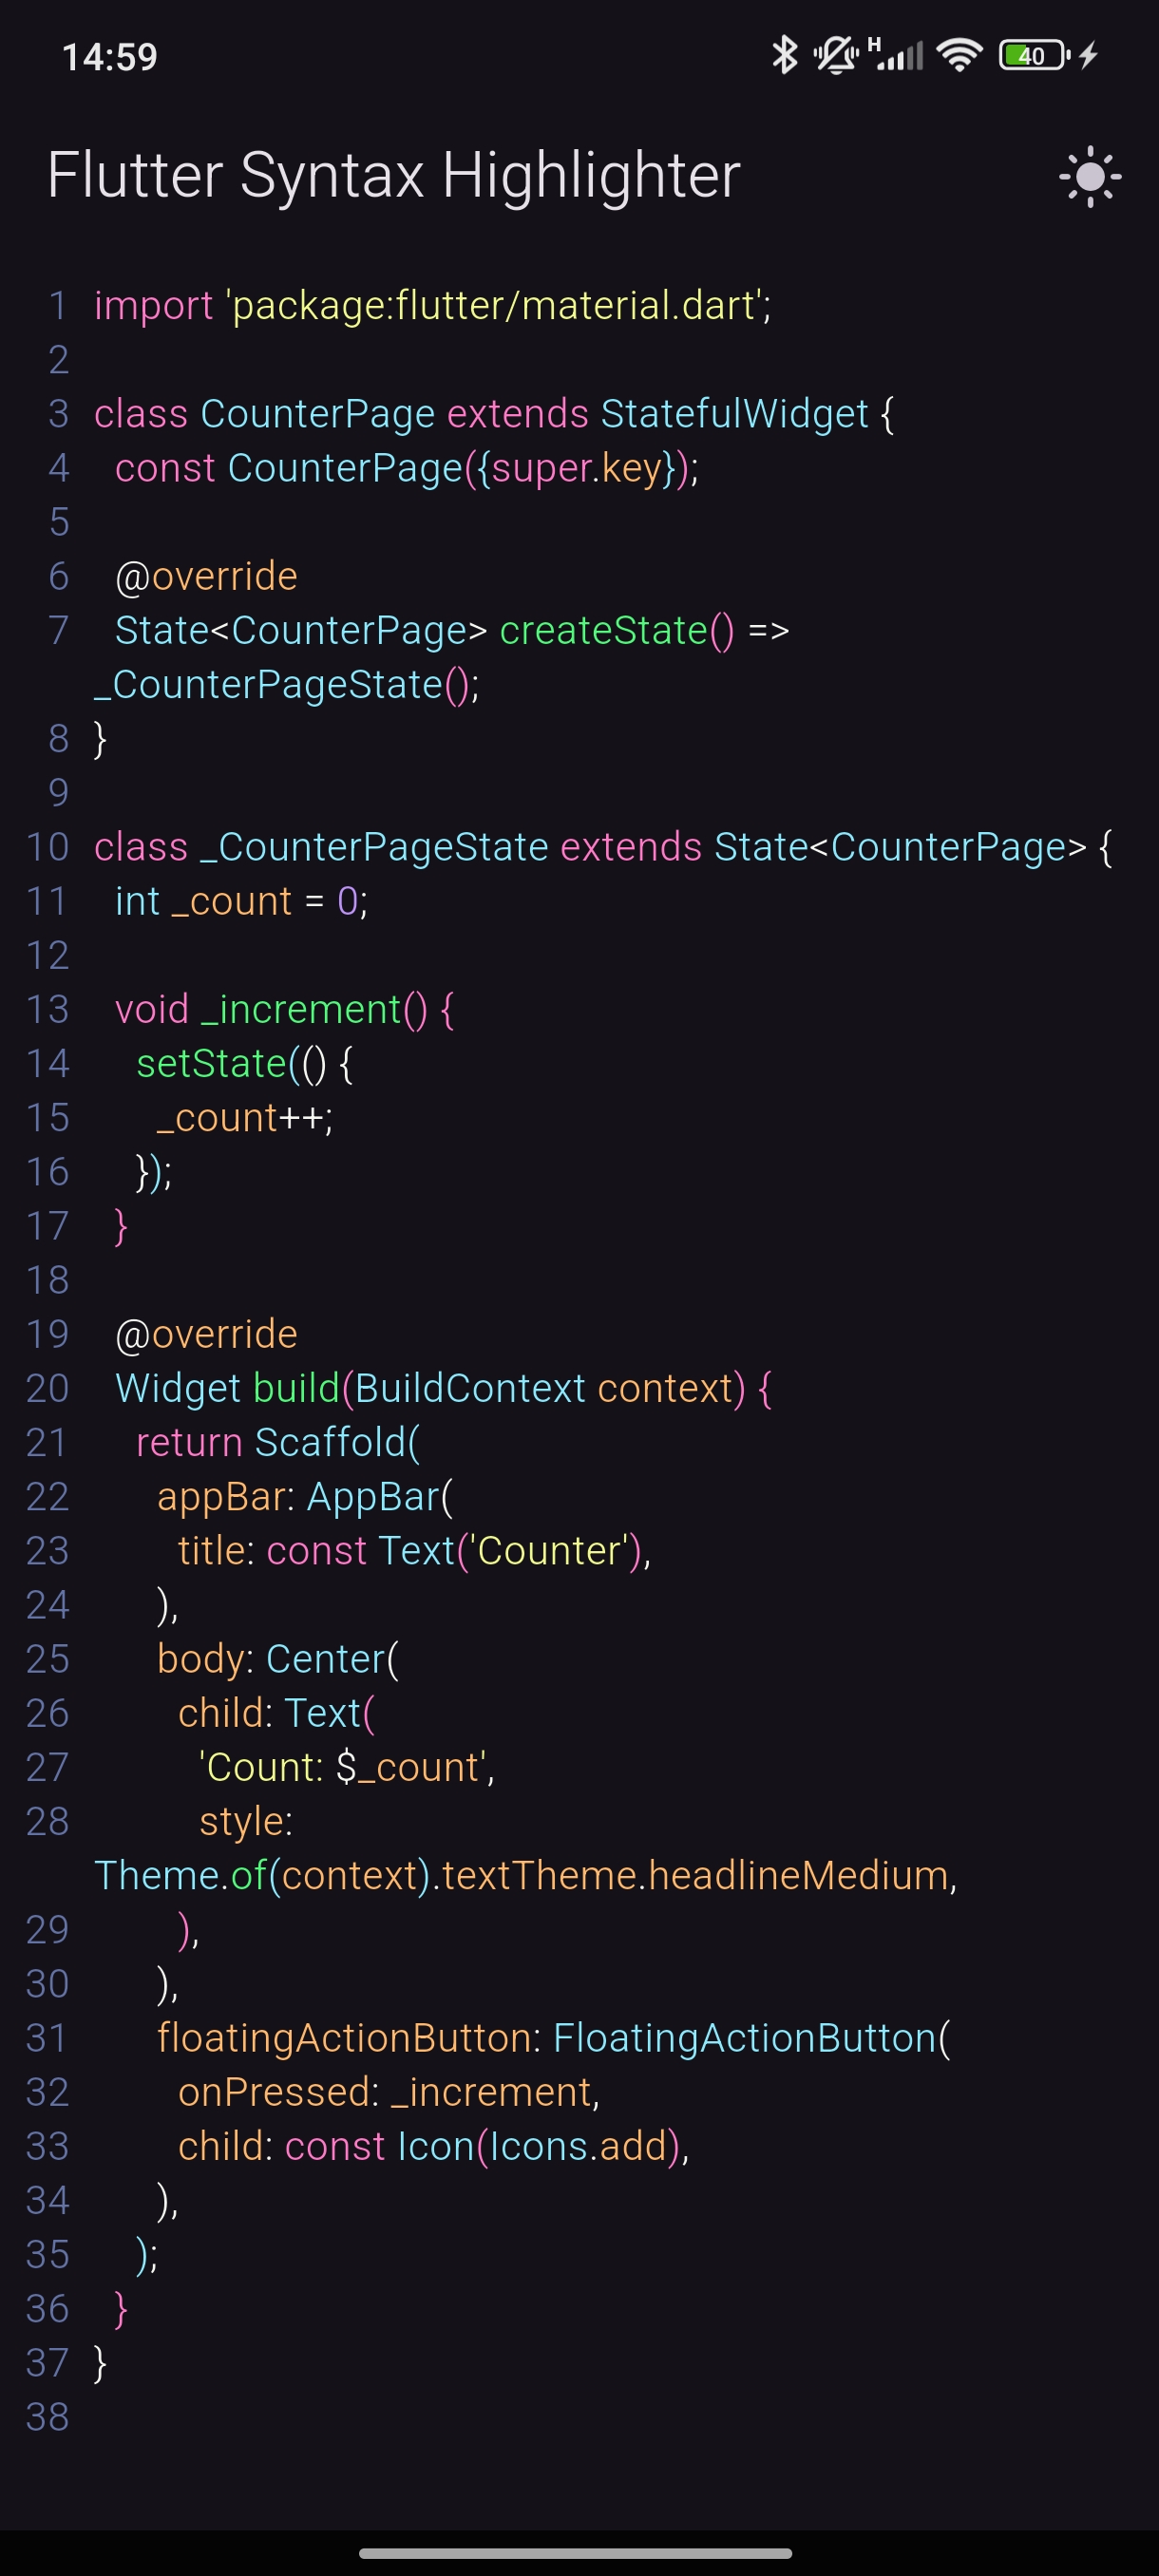 14:59
H
40
Flutter Syntax Highlighter
1 import 'package:flutter/material.dart';
2
3 class CounterPage extends StatefulWidget {
4   const CounterPage({super.key});
5
6   @override
7   State<CounterPage> createState() =>
_CounterPageState();
8 }
9
10 class _CounterPageState extends State<CounterPage> {
11   int _count = 0;
12
13   void _increment() {
14     setState(() {
15       _count++;
16     });
17   }
18
19   @override
20   Widget build(BuildContext context) {
21     return Scaffold(
22       appBar: AppBar(
23         title: const Text('Counter'),
24       ),
25       body: Center(
26         child: Text(
27           'Count: $_count',
28           style:
Theme.of(context).textTheme.headlineMedium,
29         ),
30       ),
31       floatingActionButton: FloatingActionButton(
32         onPressed: _increment,
33         child: const Icon(Icons.add),
34       ),
35     );
36   }
37 }
38